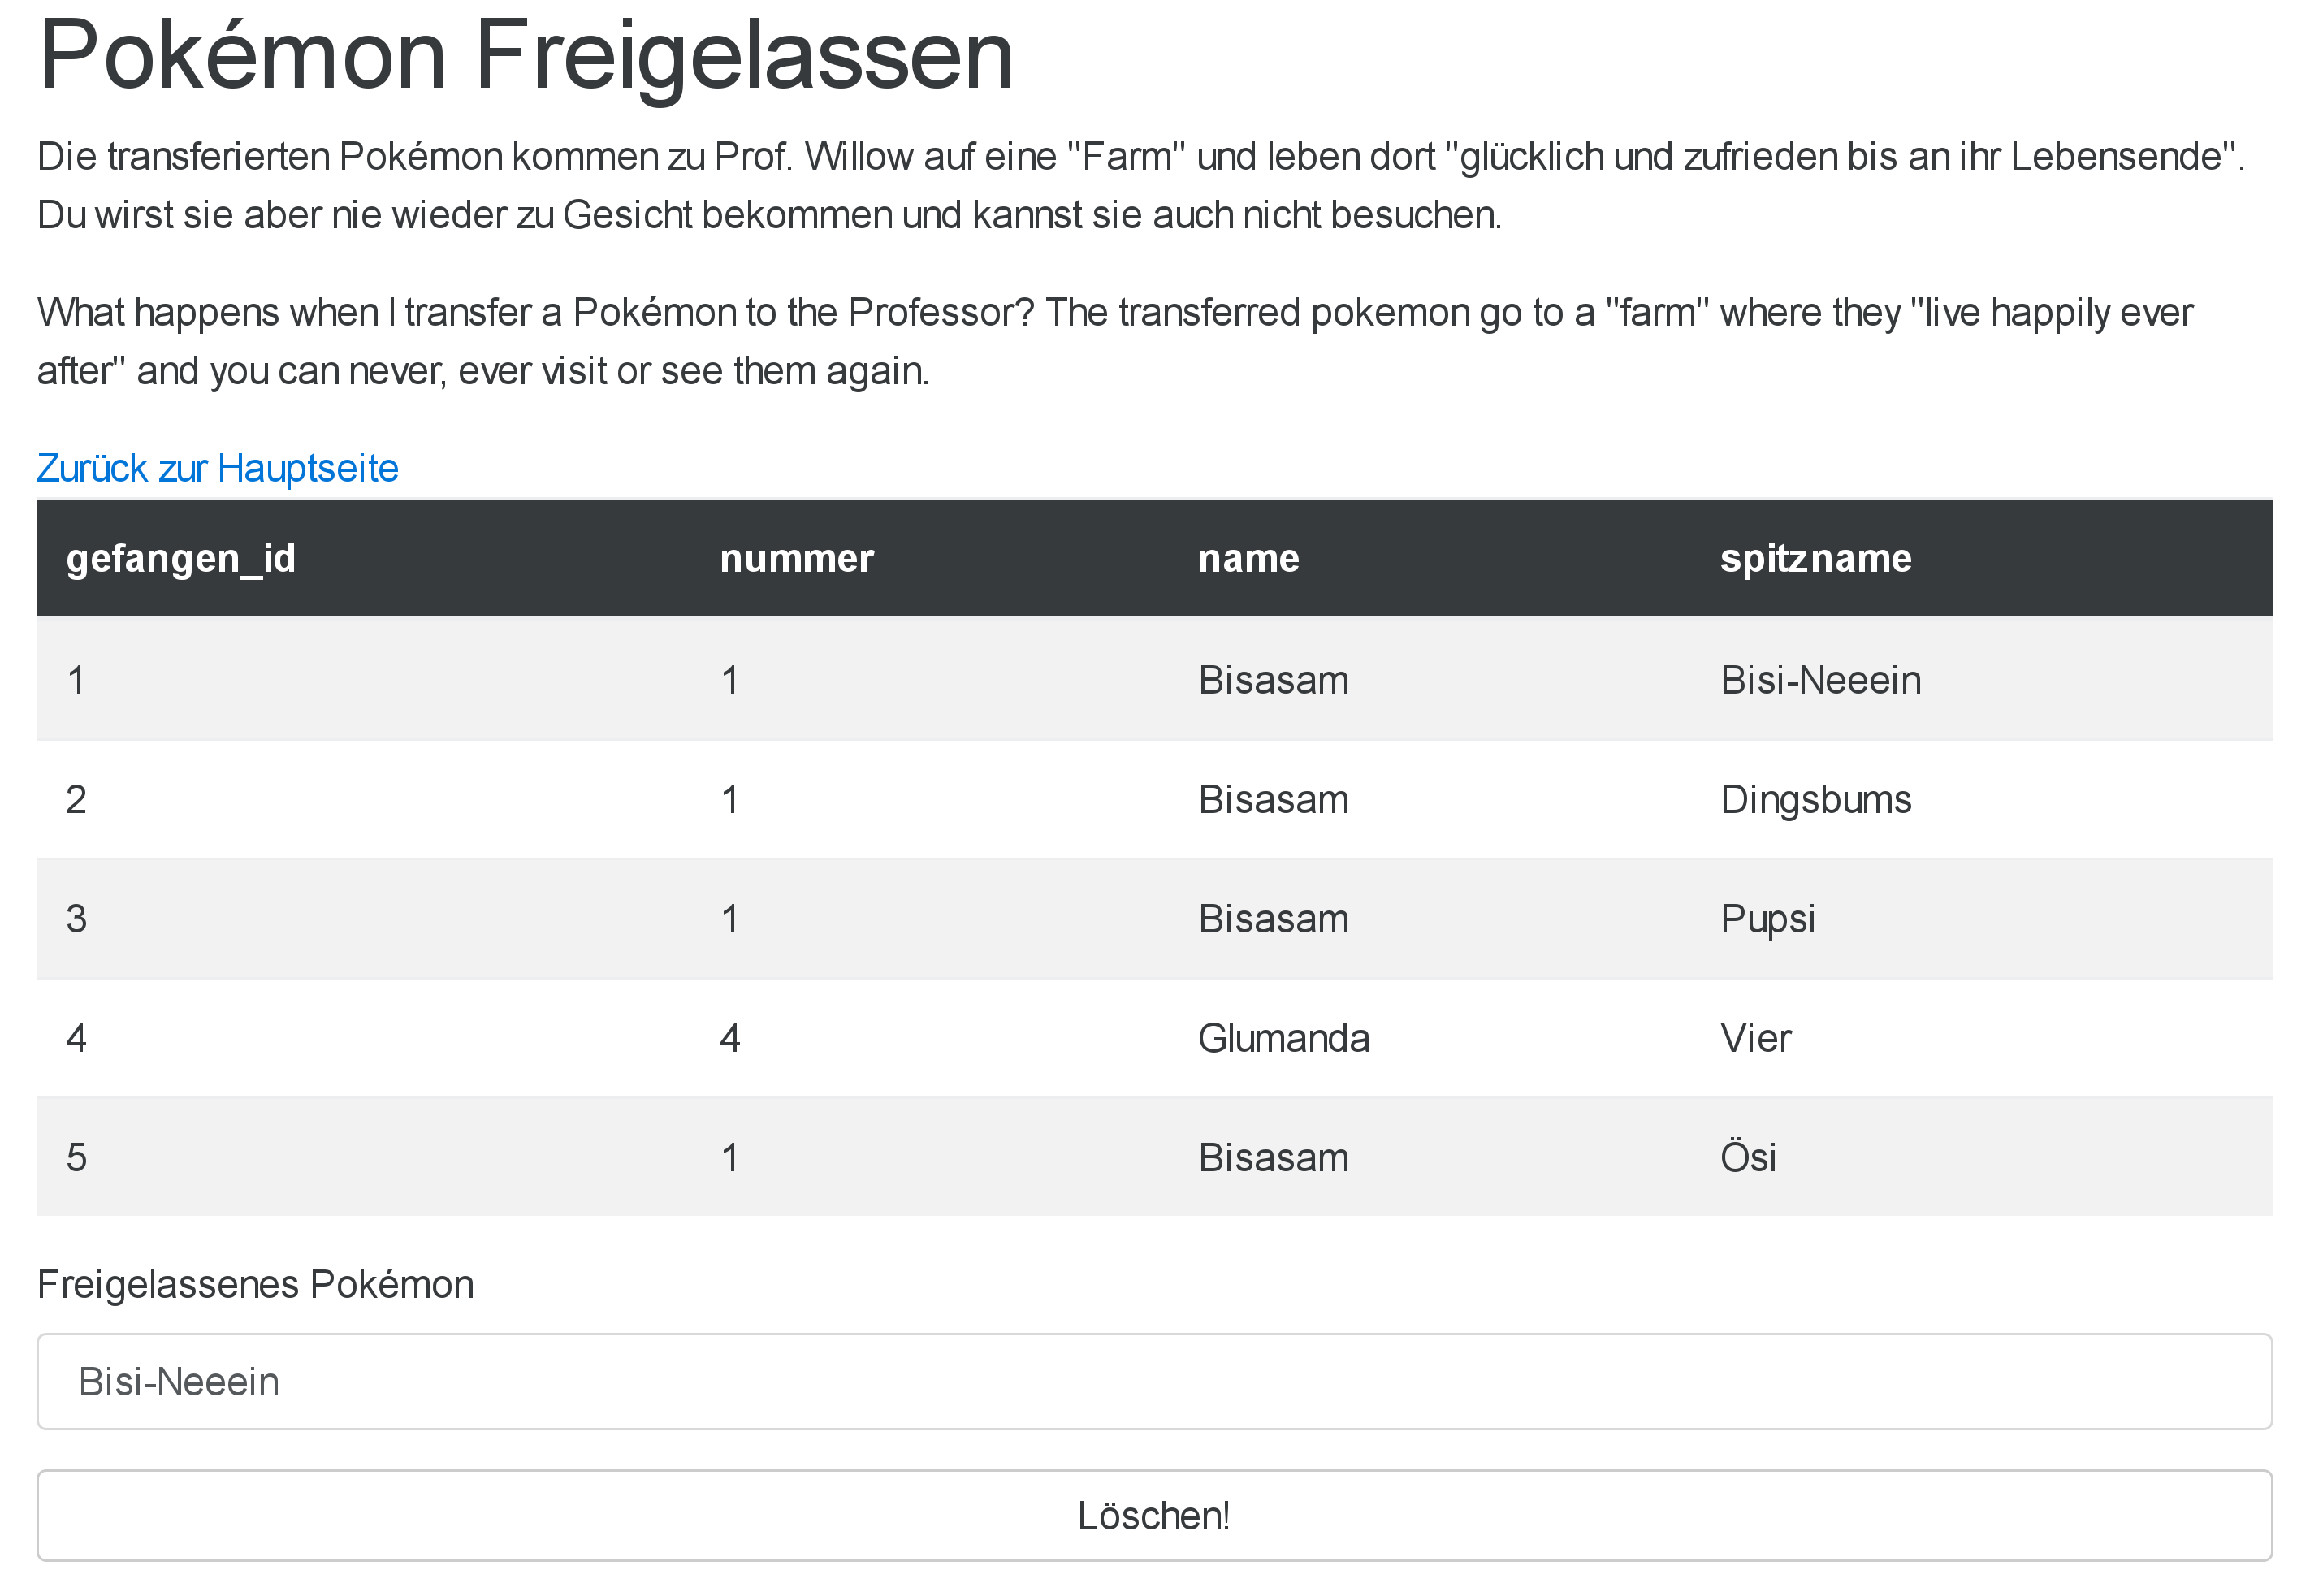 Pokémon Freigelassen
Die transferierten Pokémon kommen zu Prof. Willow auf eine "Farm" und leben dort "glücklich und zufrieden bis an ihr Lebensende".
Du wirst sie aber nie wieder zu Gesicht bekommen und kannst sie auch nicht besuchen.
What happens when I transfer a Pokémon to the Professor? The transferred pokemon go to a "farm" where they "live happily ever
after" and you can never, ever visit or see them again.
Zurück zur Hauptseite
gefangen_id nummer name spitzname
1 1 Bisasam Bisi-Neeein
2 1 Bisasam Dingsbums
3 1 Bisasam Pupsi
4 4 Glumanda Vier
5 1 Bisasam Ösi
Freigelassenes Pokémon
Bisi-Neeein
Löschen!